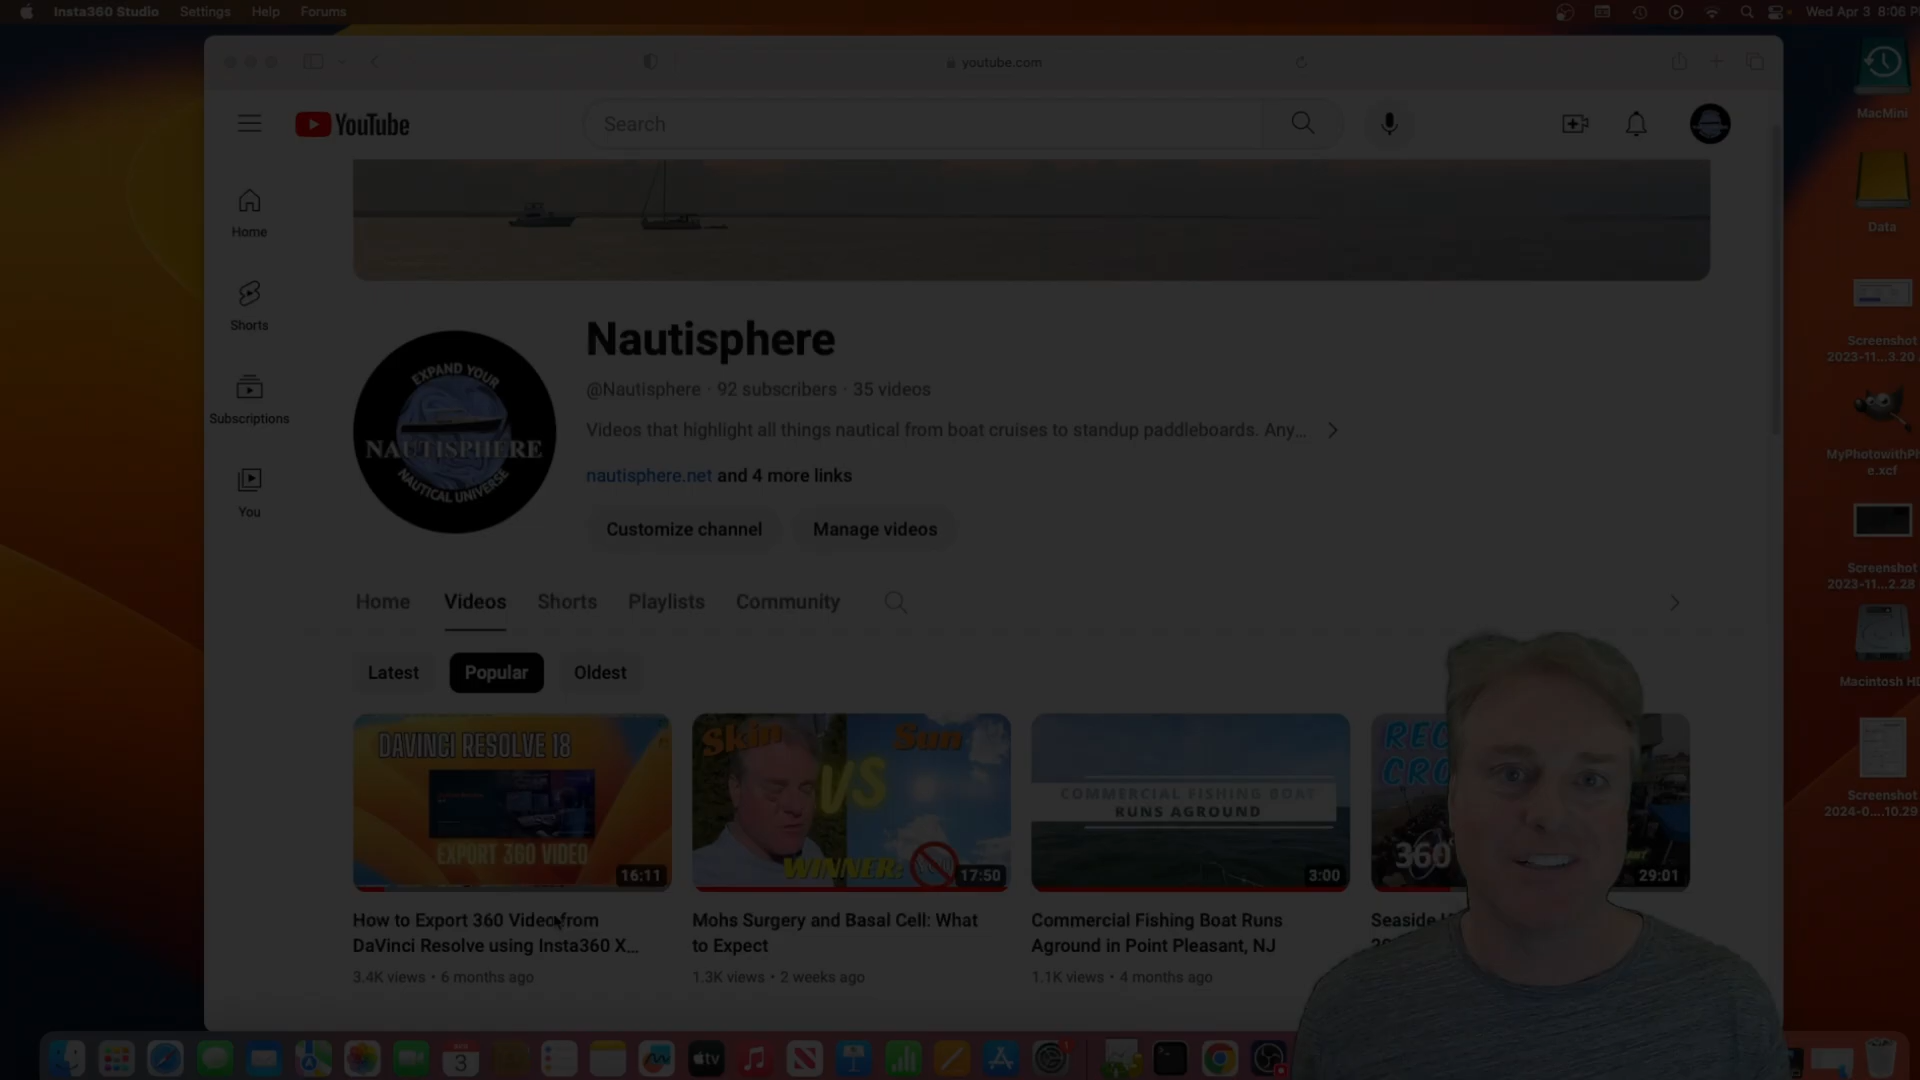 Insta360 Studio Settings Help Forums
Wed Apr 3 8:06 P
youtube.com
YouTube
Search
MacMini
Data
Home
Shorts
Subscriptions
You
EXPAND YOUR
NAUTISPHERE
NAUTICAL UNIVERSE
Nautisphere
@Nautisphere · 92 subscribers · 35 videos
Videos that highlight all things nautical from boat cruises to standup paddleboards. Any...
nautisphere.net and 4 more links
Customize channel
Manage videos
Screenshot
2023-11...3.20
MyPhotowithPh
e.xcf
Screenshot
2023-11...2.28
Macintosh HD
Screenshot
2024-0....10.29
Home Videos Shorts Playlists Community
Latest Popular Oldest
DAVINCI RESOLVE 18
EXPORT 360 VIDEO
16:11
Skin
VS
Sun
WINNER:
17:50
COMMERCIAL FISHING BOAT
RUNS AGROUND
3:00
REC
CRO
360°
29:01
How to Export 360 Video from
DaVinci Resolve using Insta360 X...
3.4K views • 6 months ago
Mohs Surgery and Basal Cell: What
to Expect
1.3K views • 2 weeks ago
Commercial Fishing Boat Runs
Aground in Point Pleasant, NJ
1.1K views • 4 months ago
Seaside
3
tv